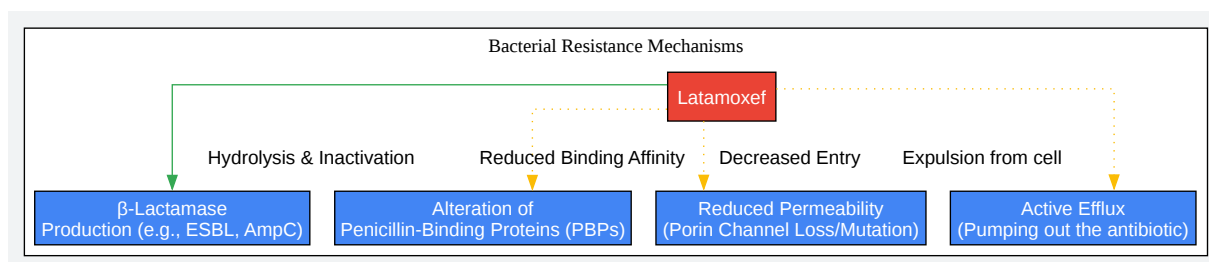 Bacterial Resistance Mechanisms
Latamoxef
Hydrolysis & Inactivation
Reduced Binding Affinity
Decreased Entry
Expulsion from cell
β-Lactamase
Production (e.g., ESBL, AmpC)
Alteration of
Penicillin-Binding Proteins (PBPs)
Reduced Permeability
(Porin Channel Loss/Mutation)
Active Efflux
(Pumping out the antibiotic)